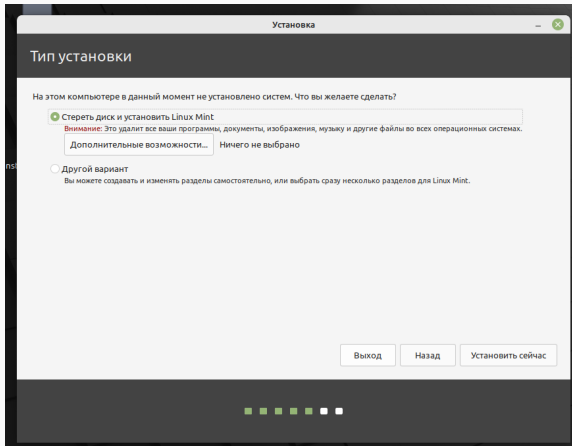 Установка
Тип установки
На этом компьютере в данный момент не установлено систем. Что вы желаете сделать?
Стереть диск и установить Linux Mint
Внимание: Это удалит все ваши программы, документы, изображения, музыку и другие файлы во всех операционных системах.
Дополнительные возможности... Ничего не выбрано
Другой вариант
Вы можете создавать и изменять разделы самостоятельно, или выбрать сразу несколько разделов для Linux Mint.
Выход Назад Установить сейчас